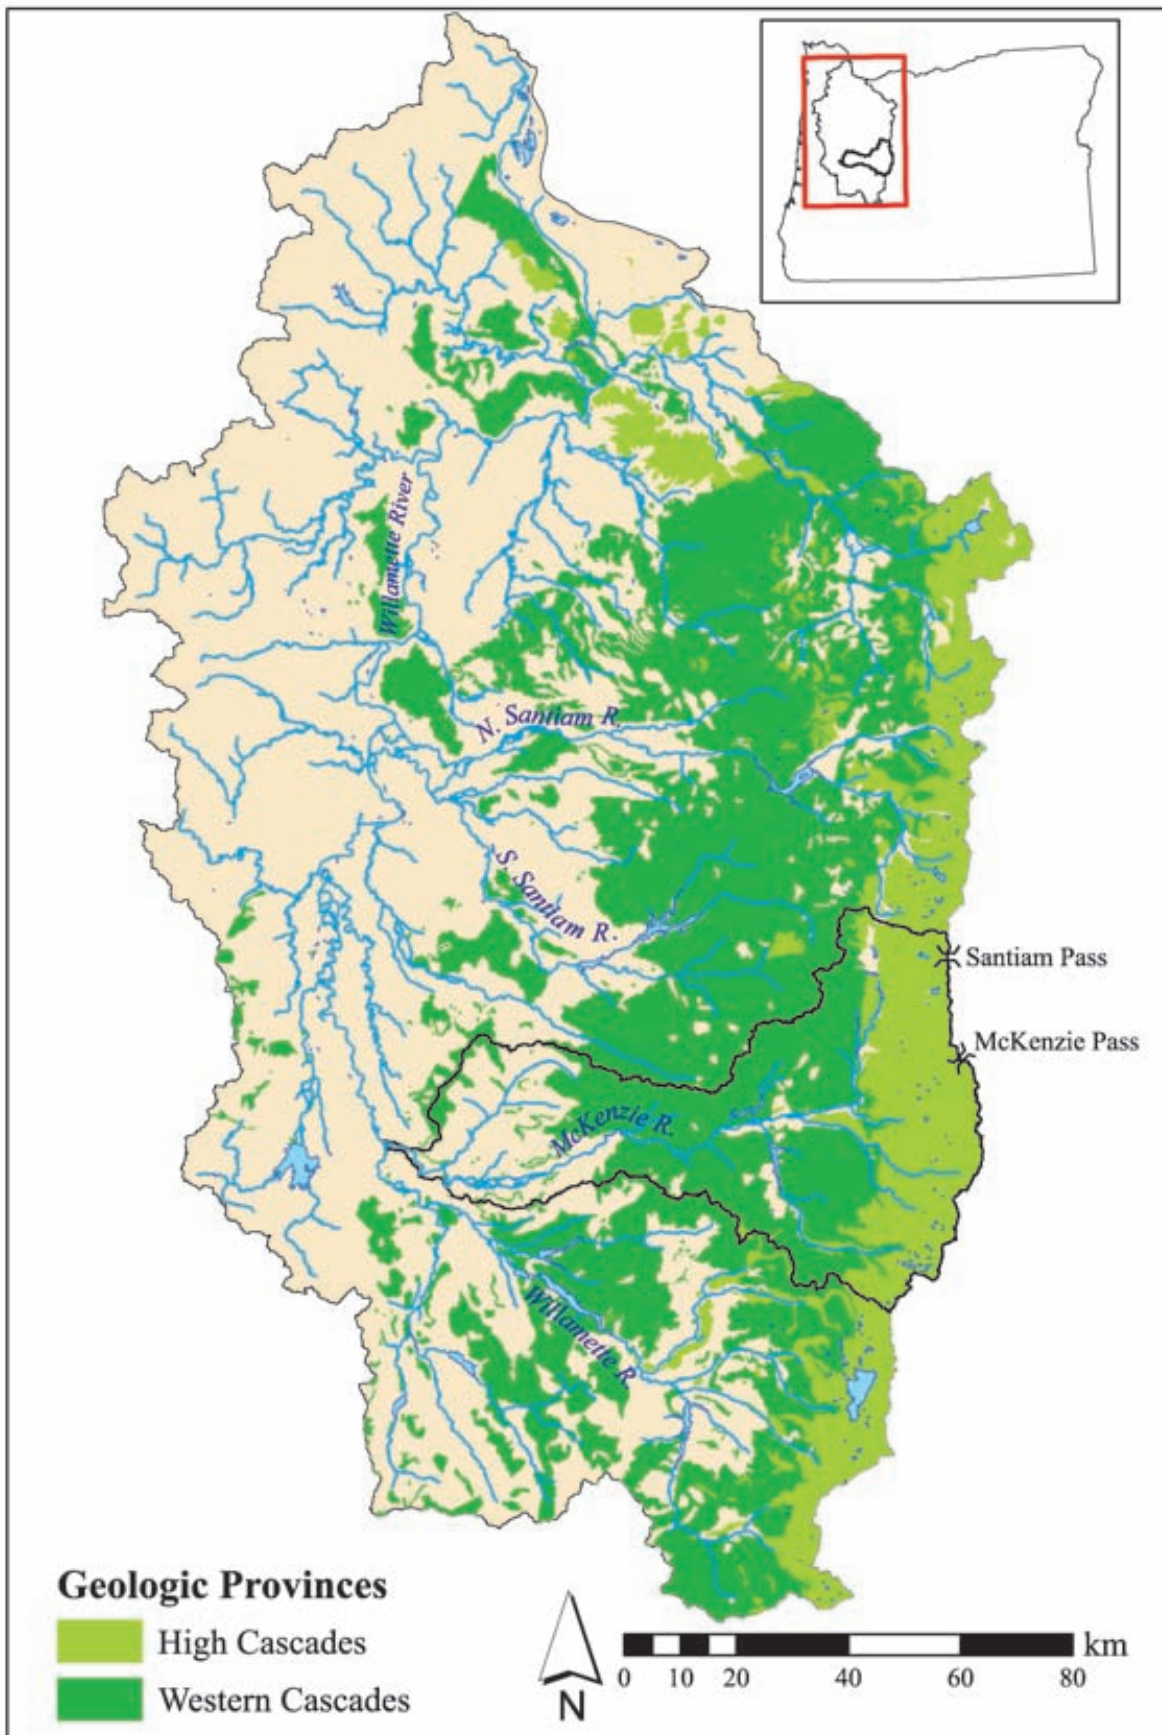 Willamette River
N. Santiam R.
S. Santiam R.
Santiam Pass
McKenzie Pass
McKenzie R.
Willamette R.
Geologic Provinces
High Cascades
Western Cascades
N
km
0 10 20 40 60 80